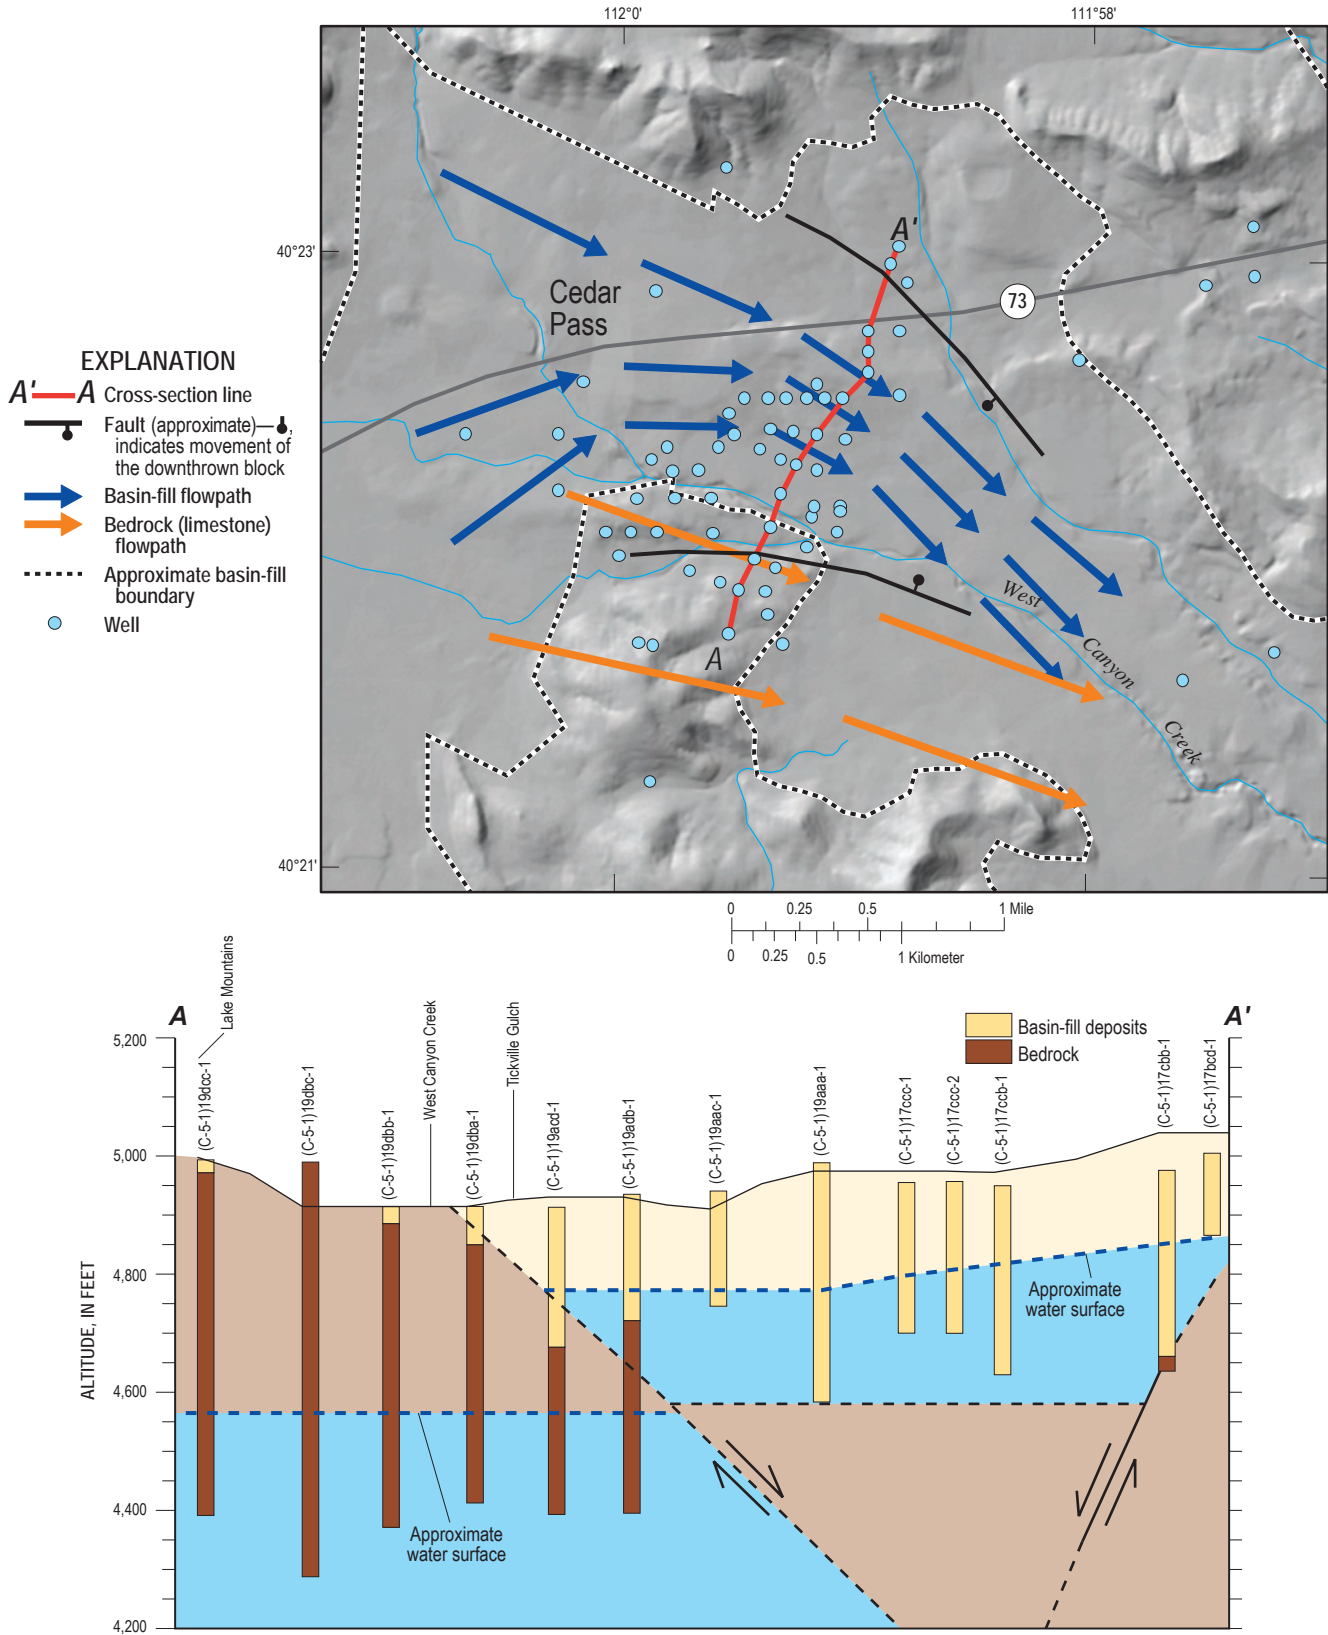 112°0'
111°58'
40°23'
40°21'
A'
Cedar
Pass
73
A
West
Canyon
Creek
EXPLANATION
A' A Cross-section line
Fault (approximate)— ,
indicates movement of
the downthrown block
Basin-fill flowpath
Bedrock (limestone)
flowpath
Approximate basin-fill
boundary
Well
0 0.25 0.5 1 Mile
0 0.25 0.5 1 Kilometer
A
A'
Lake Mountains
West Canyon Creek
Tickville Gulch
Basin-fill deposits
Bedrock
(C-5-1)19dcc-1
(C-5-1)19dbc-1
(C-5-1)19dbb-1
(C-5-1)19dba-1
(C-5-1)19acd-1
(C-5-1)19adb-1
(C-5-1)19aac-1
(C-5-1)19aaa-1
(C-5-1)17ccc-1
(C-5-1)17ccc-2
(C-5-1)17ccb-1
(C-5-1)17cbb-1
(C-5-1)17bcd-1
5,200
5,000
4,800
4,600
4,400
4,200
ALTITUDE, IN FEET
Approximate
water surface
Approximate
water surface